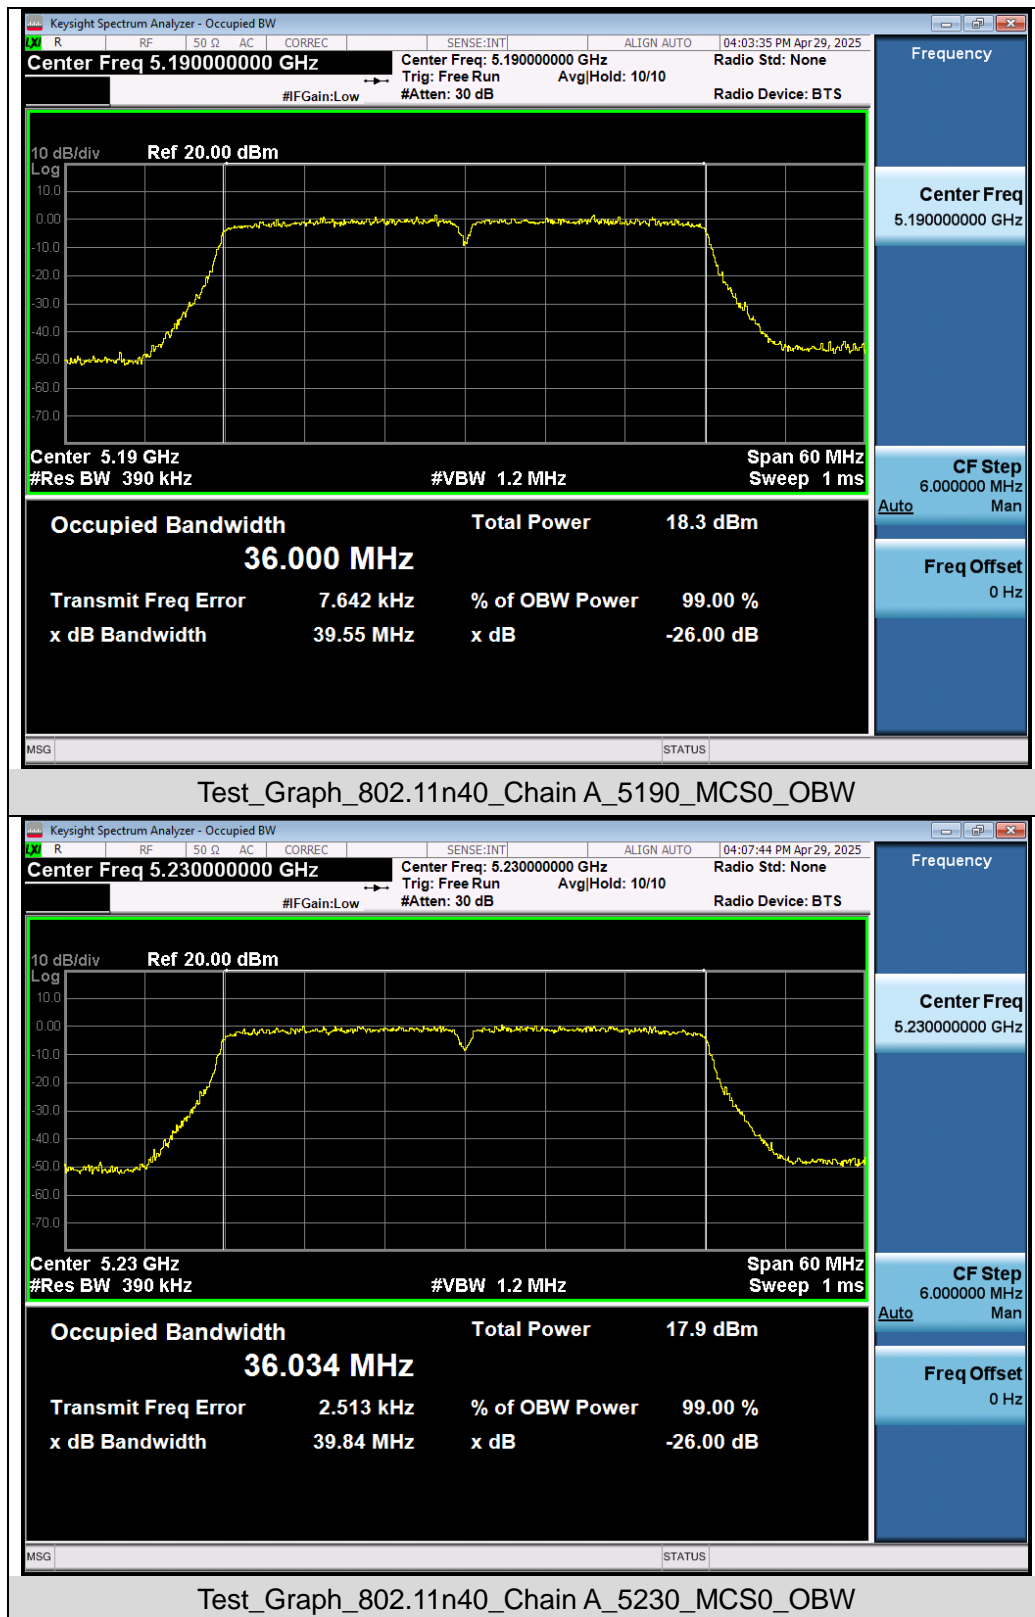 Keysight Spectrum Analyzer - Occupied BW
LXI R RF 50 Ω AC CORREC SENSE:INT ALIGN AUTO 04:03:35 PM Apr 29, 2025
Center Freq 5.190000000 GHz
Center Freq: 5.190000000 GHz Radio Std: None
Trig: Free Run Avg|Hold: 10/10
#IFGain:Low #Atten: 30 dB Radio Device: BTS
Frequency
10 dB/div Ref 20.00 dBm
Log
10.0
0.00
-10.0
-20.0
-30.0
-40.0
-50.0
-60.0
-70.0
Center 5.19 GHz Span 60 MHz
#Res BW 390 kHz #VBW 1.2 MHz Sweep 1 ms
Center Freq
5.190000000 GHz
CF Step
6.000000 MHz
Auto Man
Freq Offset
0 Hz
Occupied Bandwidth Total Power 18.3 dBm
36.000 MHz
Transmit Freq Error 7.642 kHz % of OBW Power 99.00 %
x dB Bandwidth 39.55 MHz x dB -26.00 dB
MSG STATUS
Test_Graph_802.11n40_Chain A_5190_MCS0_OBW
Keysight Spectrum Analyzer - Occupied BW
LXI R RF 50 Ω AC CORREC SENSE:INT ALIGN AUTO 04:07:44 PM Apr 29, 2025
Center Freq 5.230000000 GHz
Center Freq: 5.230000000 GHz Radio Std: None
Trig: Free Run Avg|Hold: 10/10
#IFGain:Low #Atten: 30 dB Radio Device: BTS
Frequency
10 dB/div Ref 20.00 dBm
Log
10.0
0.00
-10.0
-20.0
-30.0
-40.0
-50.0
-60.0
-70.0
Center 5.23 GHz Span 60 MHz
#Res BW 390 kHz #VBW 1.2 MHz Sweep 1 ms
Center Freq
5.230000000 GHz
CF Step
6.000000 MHz
Auto Man
Freq Offset
0 Hz
Occupied Bandwidth Total Power 17.9 dBm
36.034 MHz
Transmit Freq Error 2.513 kHz % of OBW Power 99.00 %
x dB Bandwidth 39.84 MHz x dB -26.00 dB
MSG STATUS
Test_Graph_802.11n40_Chain A_5230_MCS0_OBW